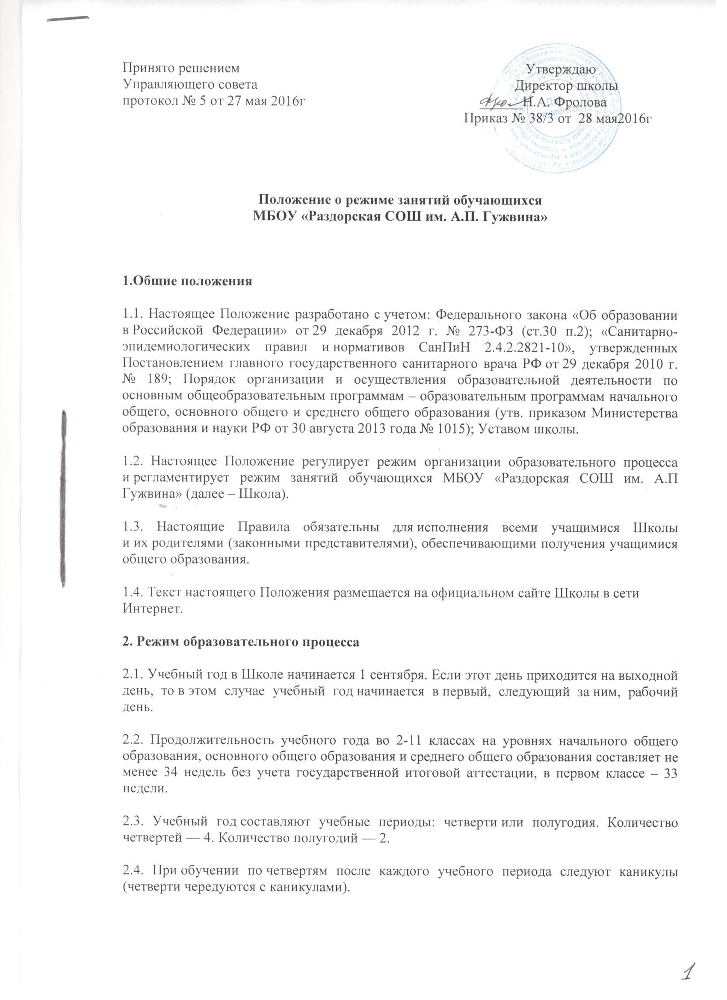 Принято решением
Управляющего совета
протокол № 5 от 27 мая 2016г
Утверждаю
Директор школы
Н.А. Фролова
Приказ № 38/3 от 28 мая2016г
Положение о режиме занятий обучающихся
МБОУ «Раздорская СОШ им. А.П. Гужвина»
1.Общие положения
1.1. Настоящее Положение разработано с учетом: Федерального закона «Об образовании
в Российской Федерации» от 29 декабря 2012 г. № 273-ФЗ (ст.30 п.2); «Санитарно-
эпидемиологических правил и нормативов СанПиН 2.4.2.2821-10», утвержденных
Постановлением главного государственного санитарного врача РФ от 29 декабря 2010 г.
№ 189; Порядок организации и осуществления образовательной деятельности по
основным общеобразовательным программам – образовательным программам начального
общего, основного общего и среднего общего образования (утв. приказом Министерства
образования и науки РФ от 30 августа 2013 года № 1015); Уставом школы.
1.2. Настоящее Положение регулирует режим организации образовательного процесса
и регламентирует режим занятий обучающихся МБОУ «Раздорская СОШ им. А.П
Гужвина» (далее – Школа).
1.3. Настоящие Правила обязательны для исполнения всеми учащимися Школы
и их родителями (законными представителями), обеспечивающими получения учащимися
общего образования.
1.4. Текст настоящего Положения размещается на официальном сайте Школы в сети
Интернет.
2. Режим образовательного процесса
2.1. Учебный год в Школе начинается 1 сентября. Если этот день приходится на выходной
день, то в этом случае учебный год начинается в первый, следующий за ним, рабочий
день.
2.2. Продолжительность учебного года во 2-11 классах на уровнях начального общего
образования, основного общего образования и среднего общего образования составляет не
менее 34 недель без учета государственной итоговой аттестации, в первом классе – 33
недели.
2.3. Учебный год составляют учебные периоды: четверти или полугодия. Количество
четвертей — 4. Количество полугодий — 2.
2.4. При обучении по четвертям после каждого учебного периода следуют каникулы
(четверти чередуются с каникулами).
1